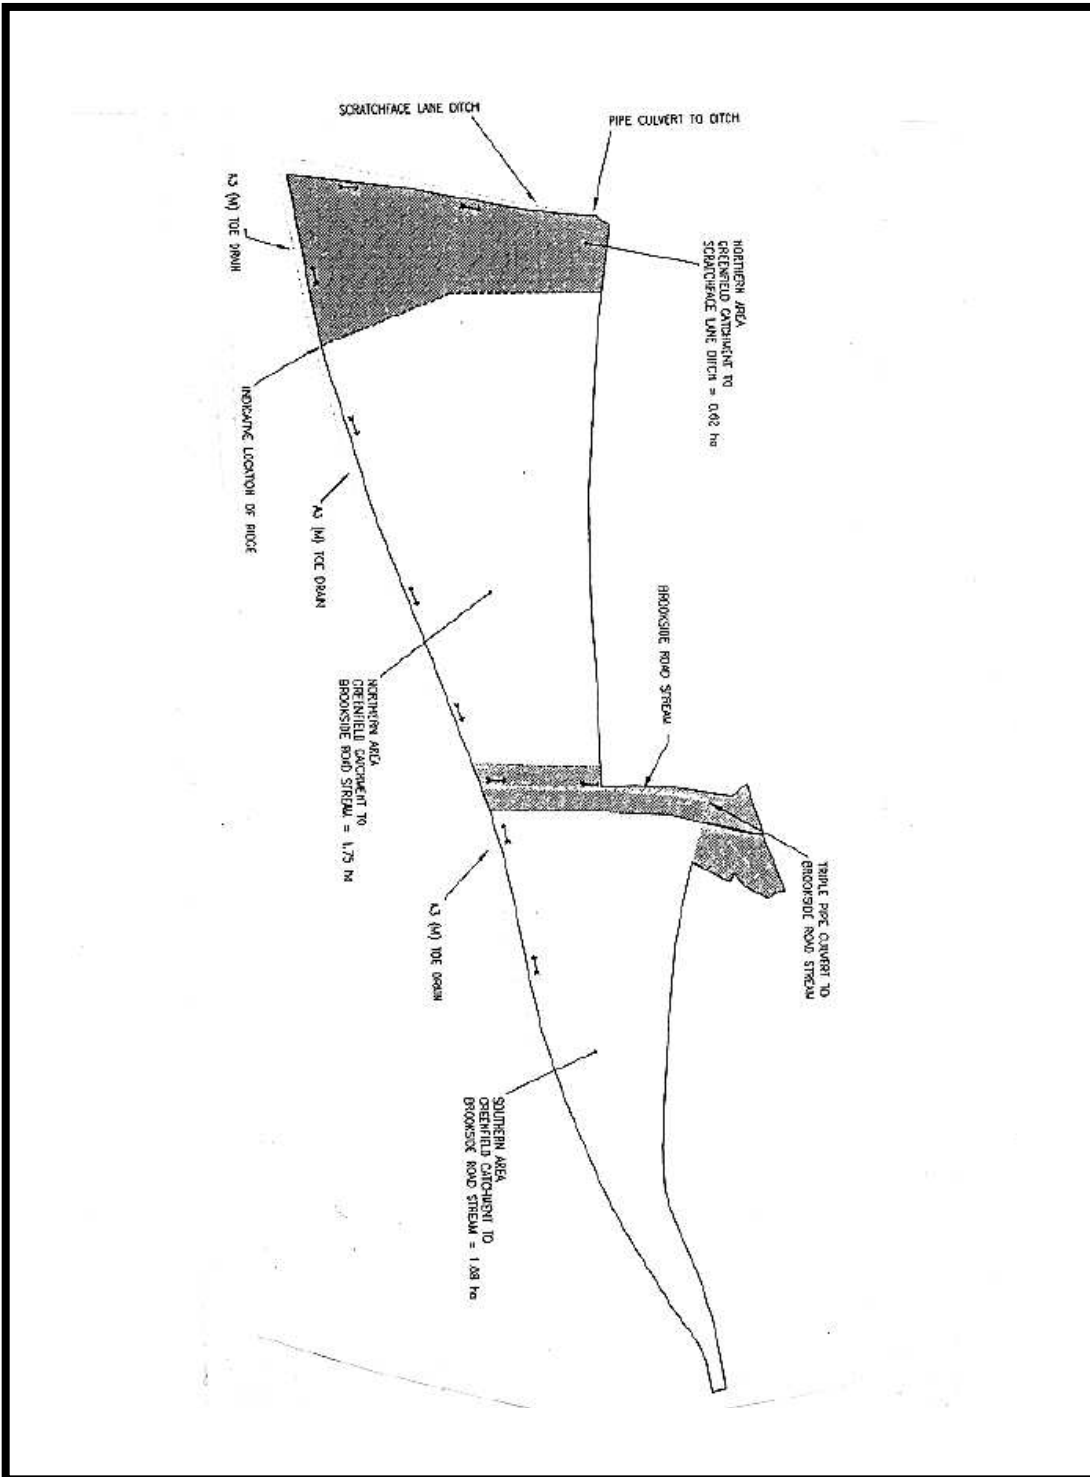 SCRATCHFACE LANE DITCH
PIPE CULVERT TO DITCH
A3 (M) TOE DRAIN
NORTHERN AREA
GREENFIELD CATCHMENT TO
SCRATCHFACE LANE DITCH = 0.62 ha
INDICATIVE LOCATION OF RIDGE
A3 (M) TOE DRAIN
BROOKSIDE ROAD STREAM
NORTHERN AREA
GREENFIELD CATCHMENT TO
BROOKSIDE ROAD STREAM = 1.75 ha
TRIPLE PIPE CULVERT TO
BROOKSIDE ROAD STREAM
A3 (M) TOE DRAIN
SOUTHERN AREA
GREENFIELD CATCHMENT TO
BROOKSIDE ROAD STREAM = ha